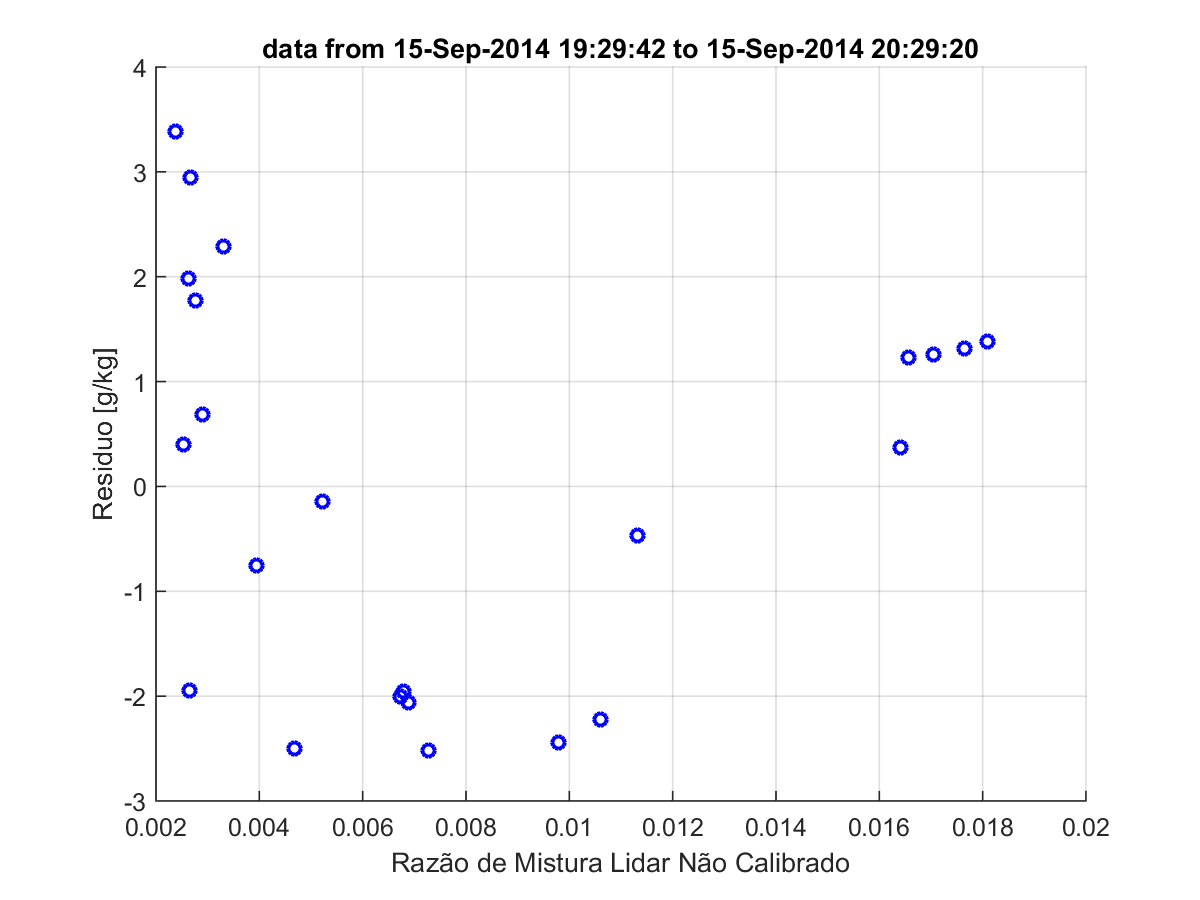 data from 15-Sep-2014 19:29:42 to 15-Sep-2014 20:29:20
4
3
2
1
0
-1
-2
-3
Residuo [g/kg]
0.002 0.004 0.006 0.008 0.01 0.012 0.014 0.016 0.018 0.02
Razão de Mistura Lidar Não Calibrado